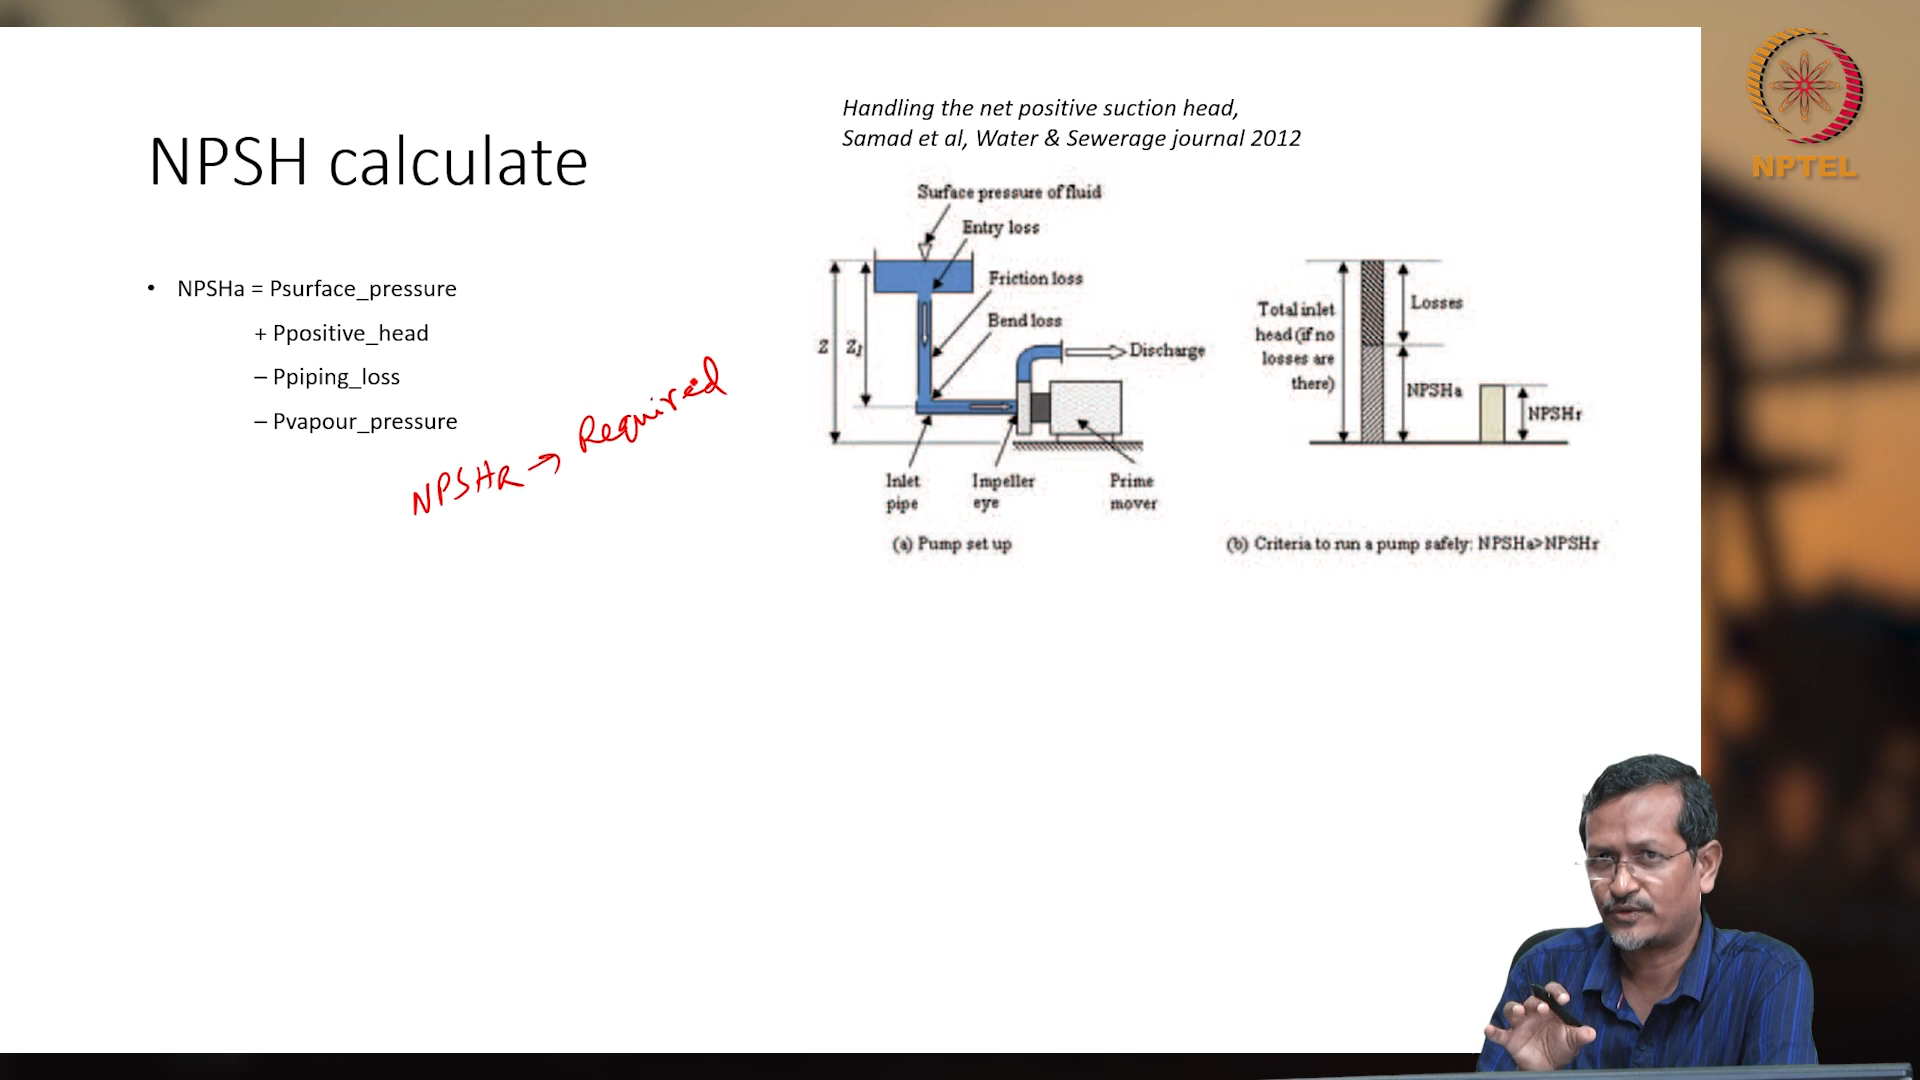 NPSH calculate
• NPSHa = Psurface_pressure
+ Ppositive_head
– Ppiping_loss
– Pvapour_pressure
NPSHR → Required
Handling the net positive suction head,
Samad et al, Water & Sewerage journal 2012
Surface pressure of fluid
Entry loss
Friction loss
Bend loss
Z
Z1
Discharge
Inlet
pipe
Impeller
eye
Prime
mover
(a) Pump set up
Total inlet
head (if no
losses are
there)
Losses
NPSHa
NPSHr
(b) Criteria to run a pump safely: NPSHa>NPSHr
NPTEL